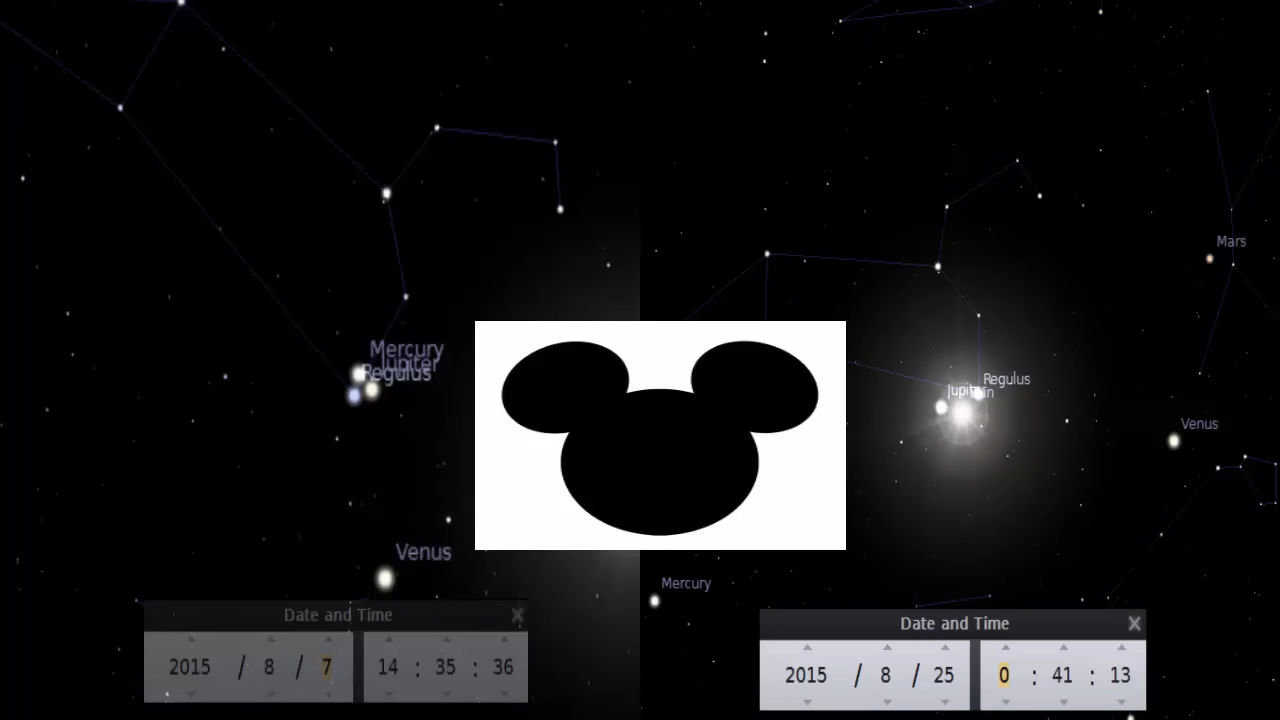 Mercury
Jupiter
Regulus
Venus
Date and Time X
2015 / 8 / 7 14 : 35 : 36
Mars
Regulus
Venus
Mercury
Date and Time X
2015 / 8 / 25 0 : 41 : 13